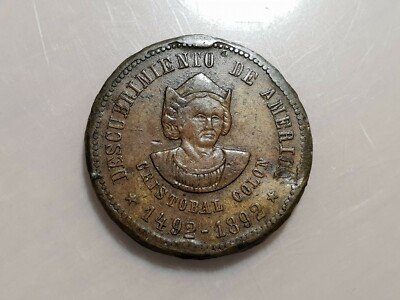 DESCUBRIMIENTO DE AMERICA
CRISTOBAL COLON
* 1492-1892 *